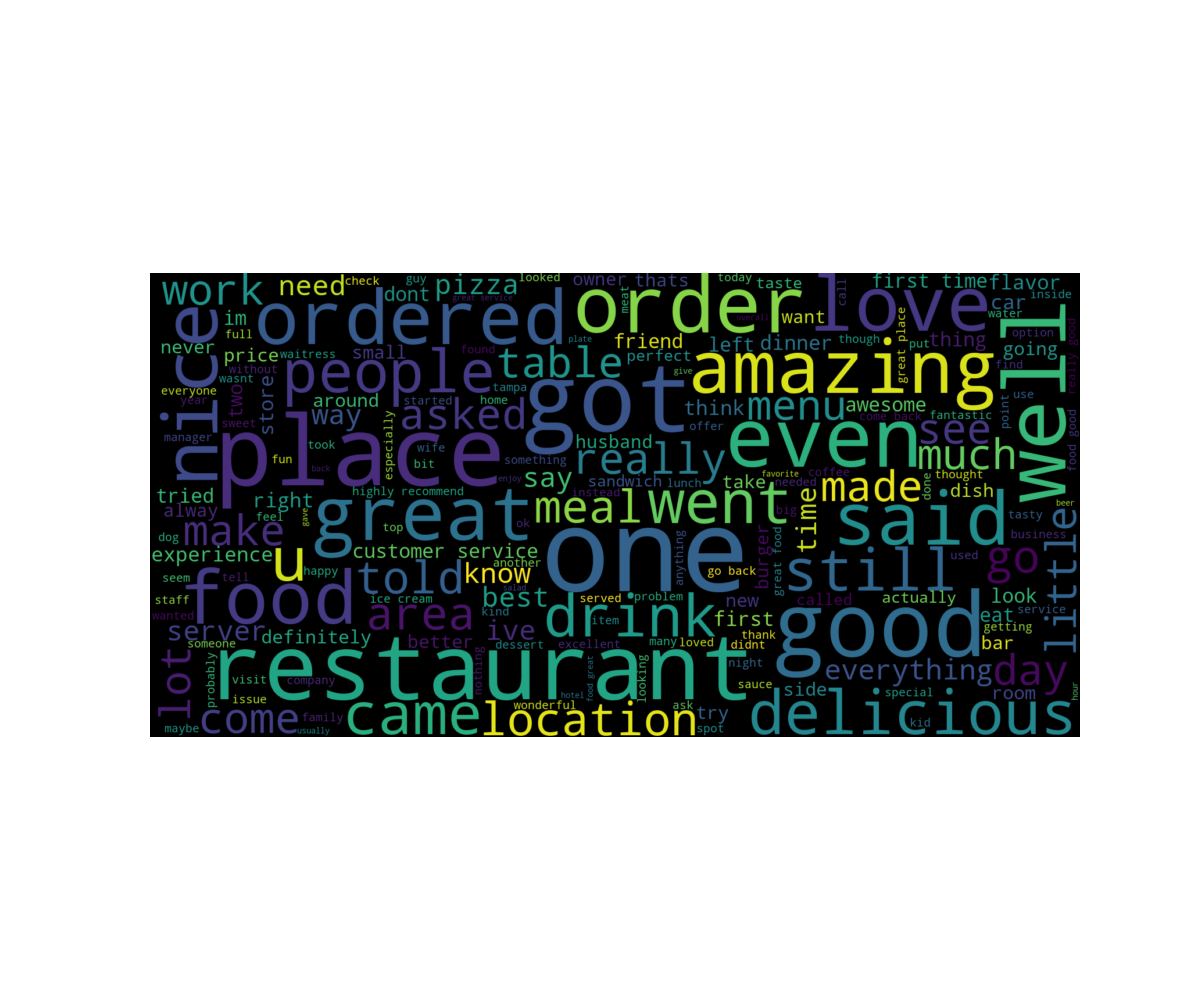 work
need
check
guy
pizza
looked
owner
thats
today
taste
call
love
first time
flavor
inside
nice
im
dont
great service
ordered
meat
order
want
car
water
well
full
plate
overall
though
put
thing
option
really good
never
price
waitress
small
found
table
friend
left
dinner
great place
going
find
without
wasnt
people
perfect
amazing
everyone
year
two
store
tampa
got
give
started
home
think
menu
awesome
point
use
sweet
around
way
asked
offer
come back
fantastic
manager
place
husband
even
see
food good
took
especially
wife
really
much
fun
bit
something
back
say
sandwich
lunch
favorite
coffee
thought
enjoy
take
needed
made
done
dish
tried
right
highly recommend
instead
beer
alway
feel
gave
great
meal
went
big
time
said
tasty
top
ok
business
dog
make
one
anything
burger
great food
used
little
experience
u
customer service
another
still
go
seem
tell
happy
told
know
go back
salad
staff
food
ice cream
best
served
problem
new
called
actually
look
wanted
area
kind
drink
item
first
good
eat
service
server
definitely
ive
getting
someone
better
dessert
excellent
many
loved
thank
didnt
bar
lot
probably
restaurant
nothing
food great
looking
night
everything
day
visit
company
hotel
sauce
side
special
room
hour
issue
wonderful
ask
come
family
came
location
try
delicious
kid
maybe
usually
spot